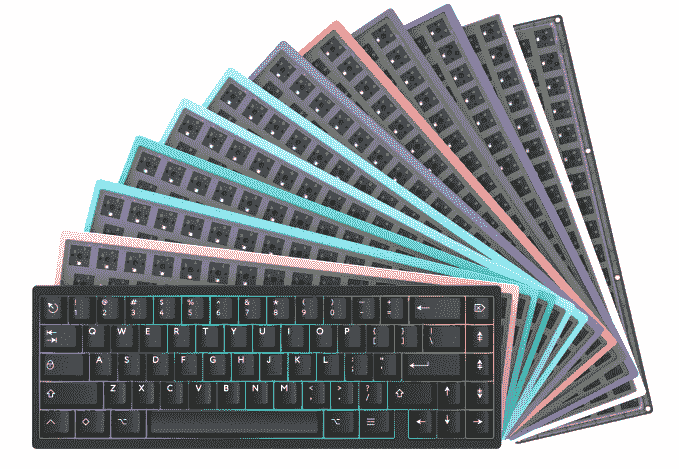 ! @ # $ % ^ & * ( ) _ +
1 2 3 4 5 6 7 8 9 0 - =
Q W E R T Y U I O P { } |
[ ] \
A S D F G H J K L : "
; '
Z X C V B N M < > ?
, . /